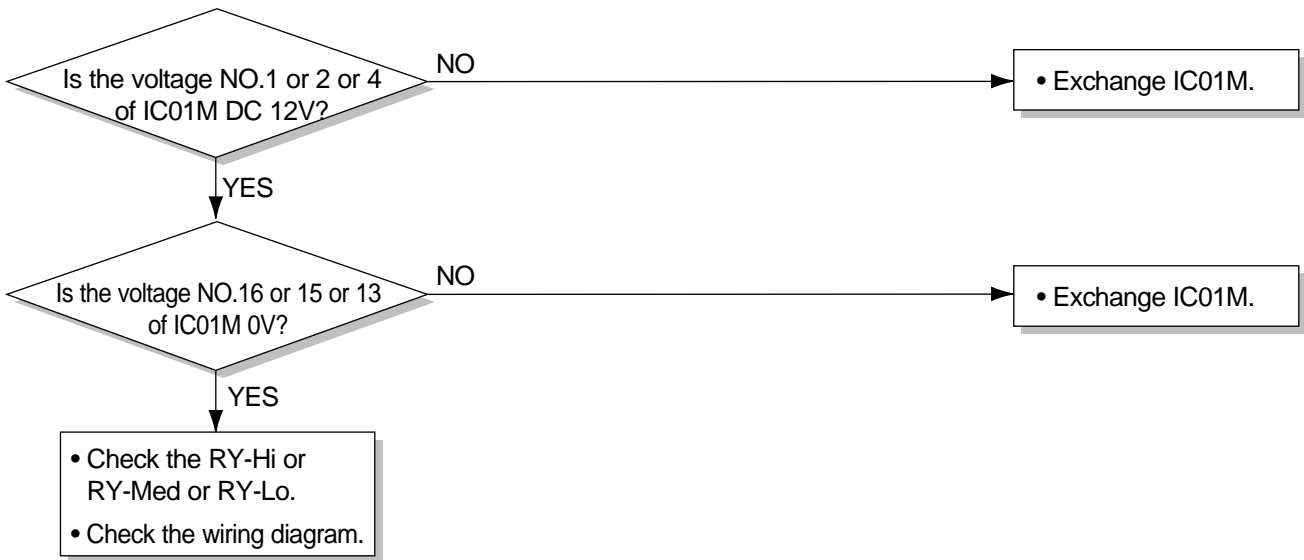 Is the voltage NO.1 or 2 or 4
of IC01M DC 12V?
NO
• Exchange IC01M.
YES
Is the voltage NO.16 or 15 or 13
of IC01M 0V?
NO
• Exchange IC01M.
YES
• Check the RY-Hi or
RY-Med or RY-Lo.
• Check the wiring diagram.